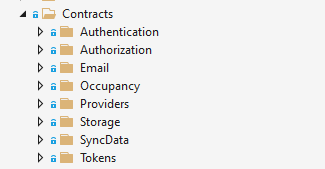 Contracts
Authentication
Authorization
Email
Occupancy
Providers
Storage
SyncData
Tokens